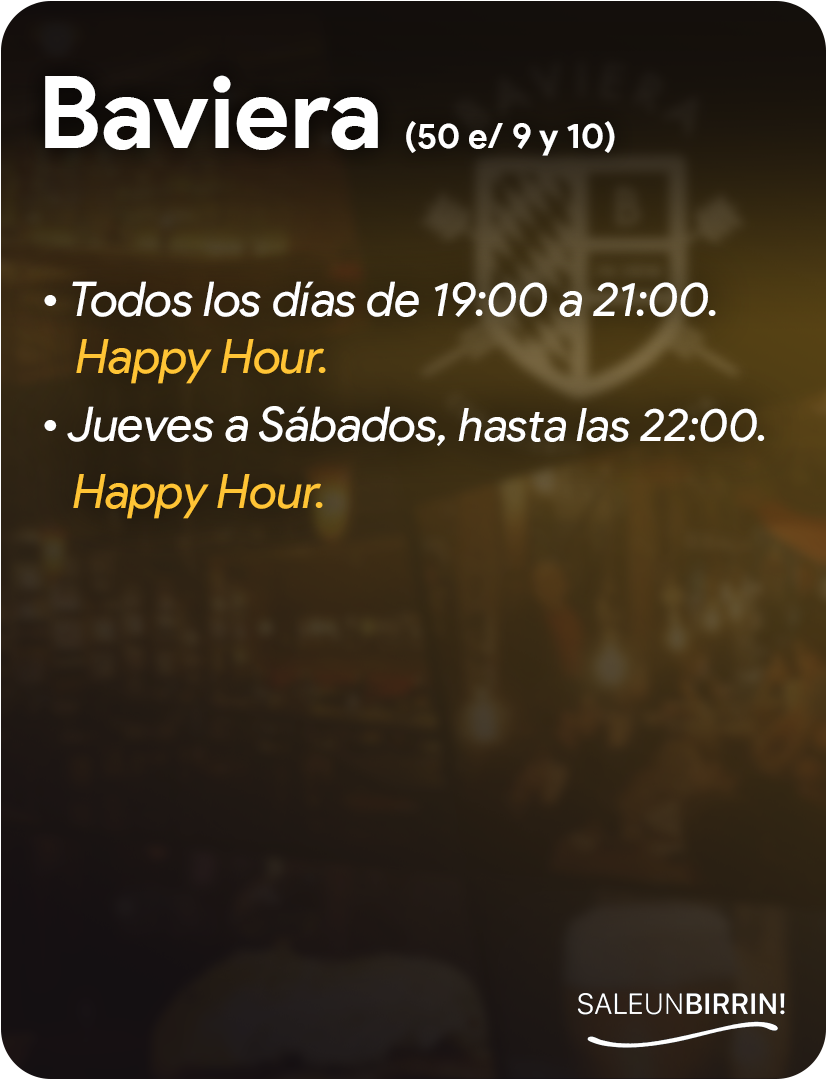 Baviera (50 e/ 9 y 10)
BAVIERA
B
• Todos los días de 19:00 a 21:00.
Happy Hour.
• Jueves a Sábados, hasta las 22:00.
Happy Hour.
SALEUNBIRRIN!